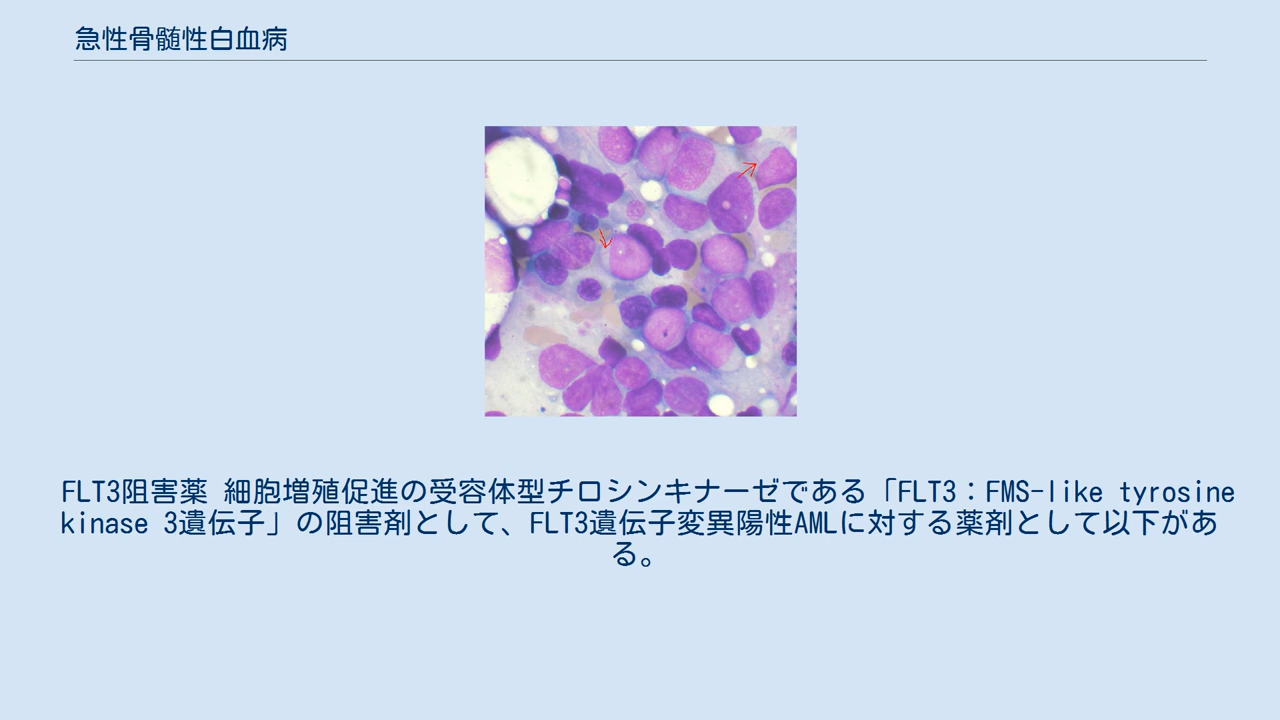 急性骨髄性白血病
FLT3阻害薬 細胞増殖促進の受容体型チロシンキナーゼである「FLT3：FMS-like tyrosine
kinase 3遺伝子」の阻害剤として、FLT3遺伝子変異陽性AMLに対する薬剤として以下があ
る。